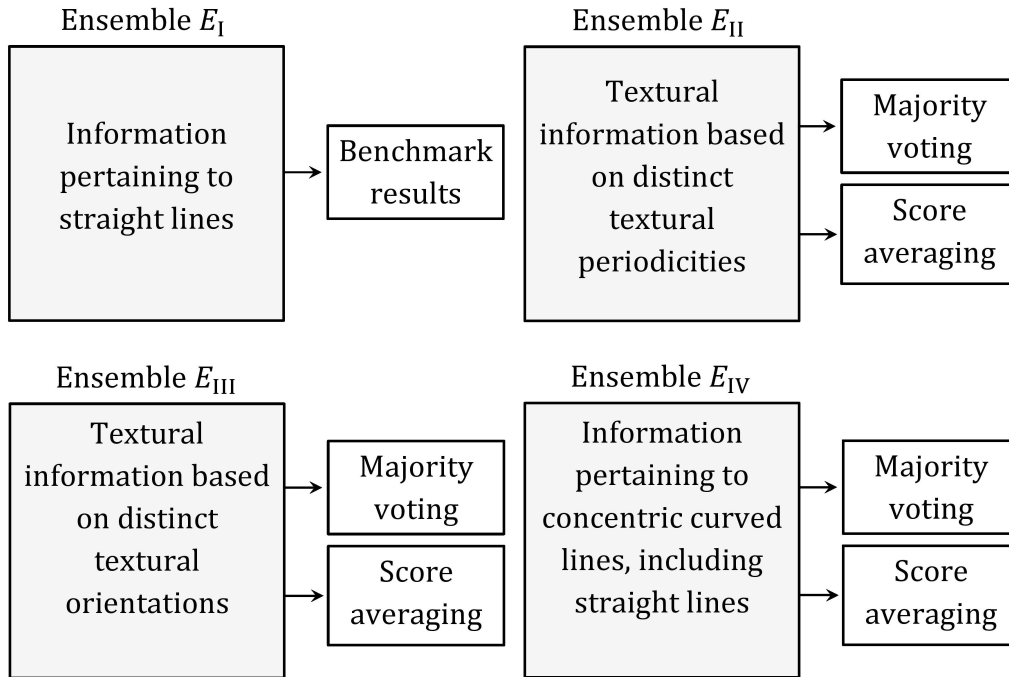 Ensemble E_I
Information
pertaining to
straight lines
Benchmark
results
Ensemble E_II
Textural
information based
on distinct
textural
periodicities
Majority
voting
Score
averaging
Ensemble E_III
Textural
information based
on distinct
textural
orientations
Majority
voting
Score
averaging
Ensemble E_IV
Information
pertaining to
concentric curved
lines, including
straight lines
Majority
voting
Score
averaging